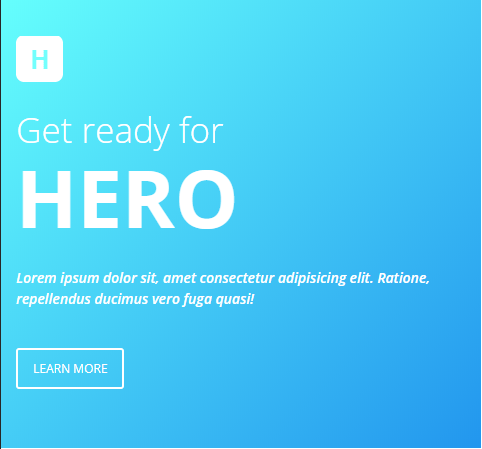 H
Get ready for
HERO
Lorem ipsum dolor sit, amet consectetur adipisicing elit. Ratione,
repellendus ducimus vero fuga quasi!
LEARN MORE